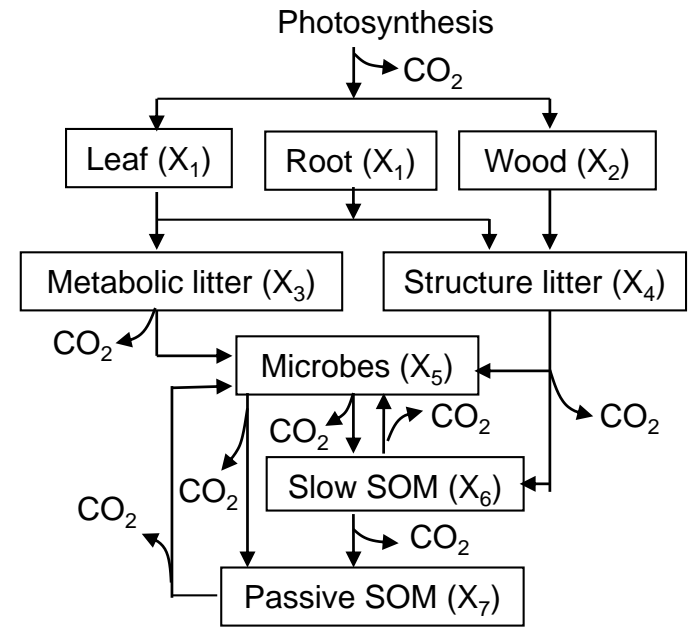 Photosynthesis
CO₂
Leaf (X₁)
Root (X₁)
Wood (X₂)
Metabolic litter (X₃)
Structure litter (X₄)
CO₂
Microbes (X₅)
CO₂
CO₂
CO₂
CO₂
Slow SOM (X₆)
CO₂
CO₂
Passive SOM (X₇)